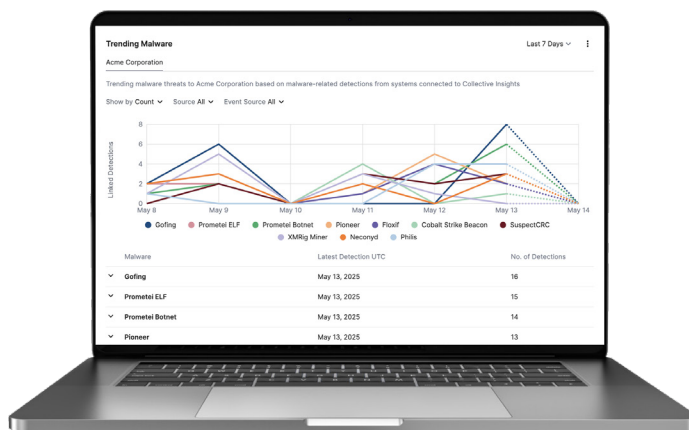 Trending Malware
Last 7 Days
Acme Corporation
Trending malware threats to Acme Corporation based on malware-related detections from systems connected to Collective Insights
Show by Count Source All Event Source All
Linked Detections
8
6
4
2
0
May 8 May 9 May 10 May 11 May 12 May 13 May 14
Gofing Prometei ELF Prometei Botnet Pioneer Floxif Cobalt Strike Beacon SuspectCRC
XMRig Miner Neconyd Philis
Malware Latest Detection UTC No. of Detections
Gofing May 13, 2025 16
Prometei ELF May 13, 2025 15
Prometei Botnet May 13, 2025 14
Pioneer May 13, 2025 13